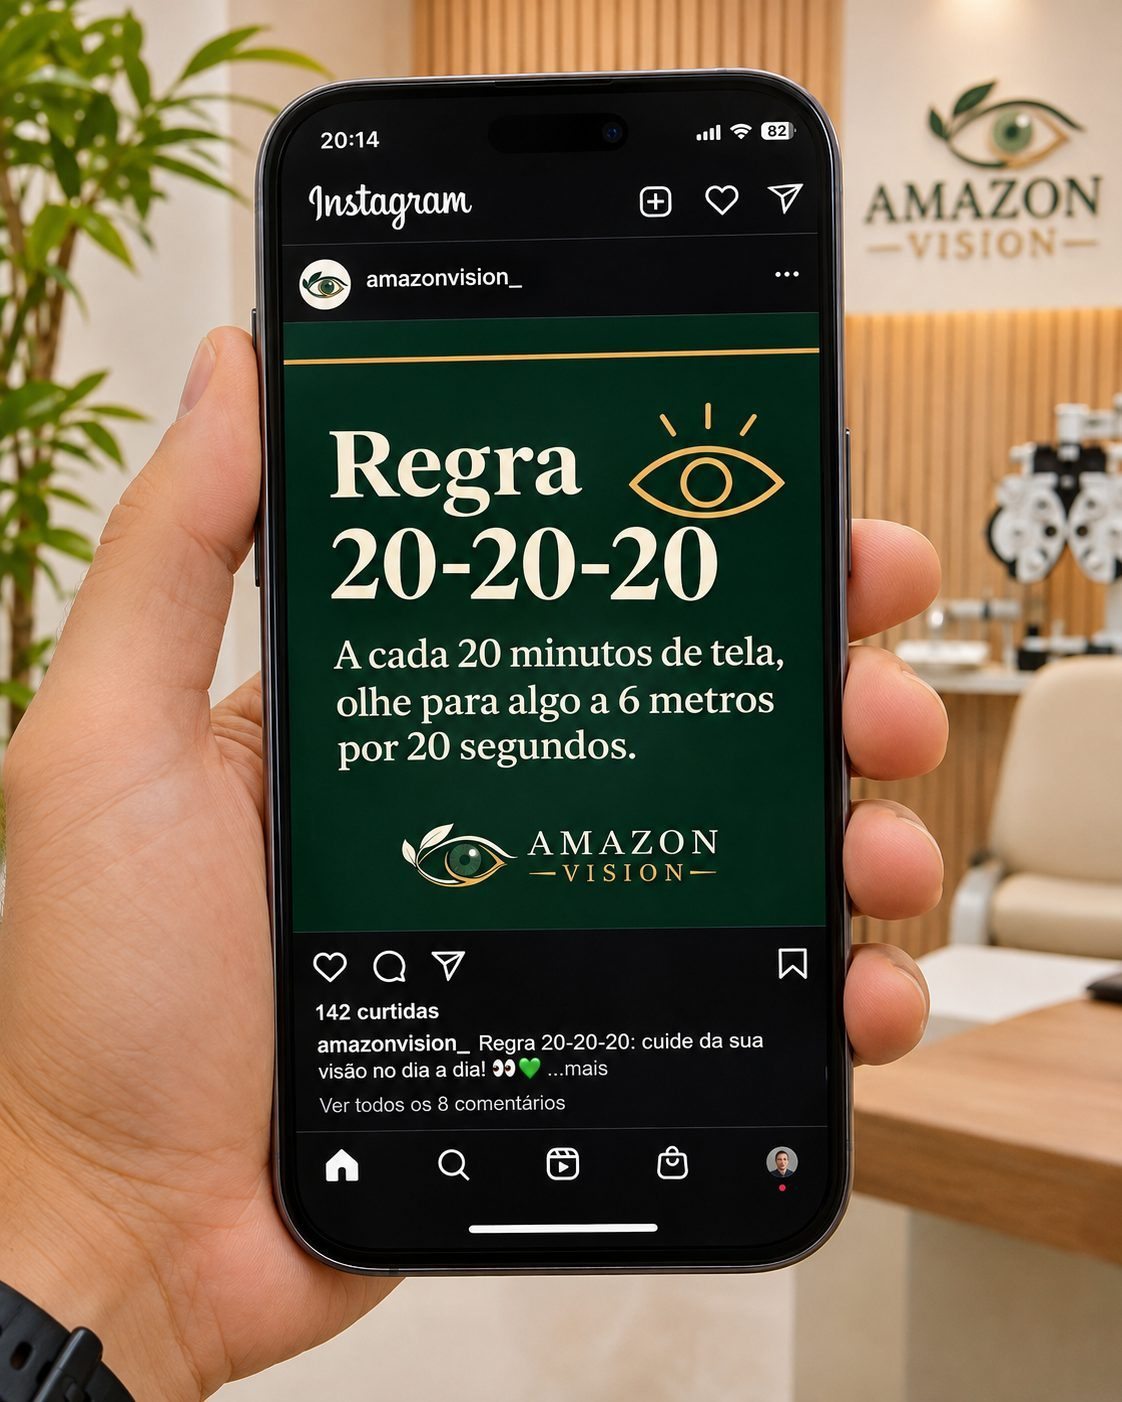 AMAZON
VISION
20:14
82
Instagram
amazonvision_
Regra
20-20-20
A cada 20 minutos de tela,
olhe para algo a 6 metros
por 20 segundos.
AMAZON
VISION
142 curtidas
amazonvision_ Regra 20-20-20: cuide da sua
visão no dia a dia! 👀💚 ...mais
Ver todos os 8 comentários